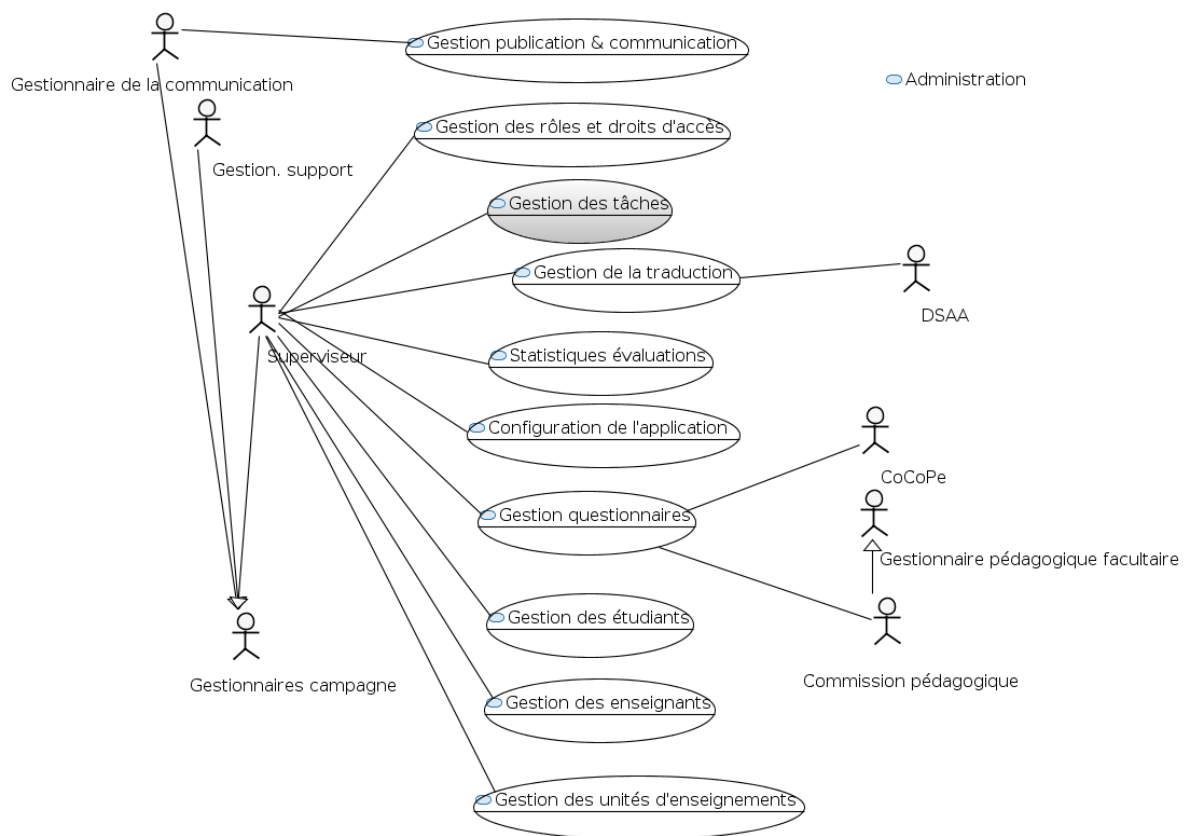 Gestion publication & communication
Gestionnaire de la communication
Administration
Gestion des rôles et droits d'accès
Gestion. support
Gestion des tâches
Gestion de la traduction
DSAA
Superviseur
Statistiques évaluations
Configuration de l'application
CoCoPe
Gestion questionnaires
Gestionnaire pédagogique facultaire
Gestion des étudiants
Commission pédagogique
Gestionnaires campagne
Gestion des enseignants
Gestion des unités d'enseignements